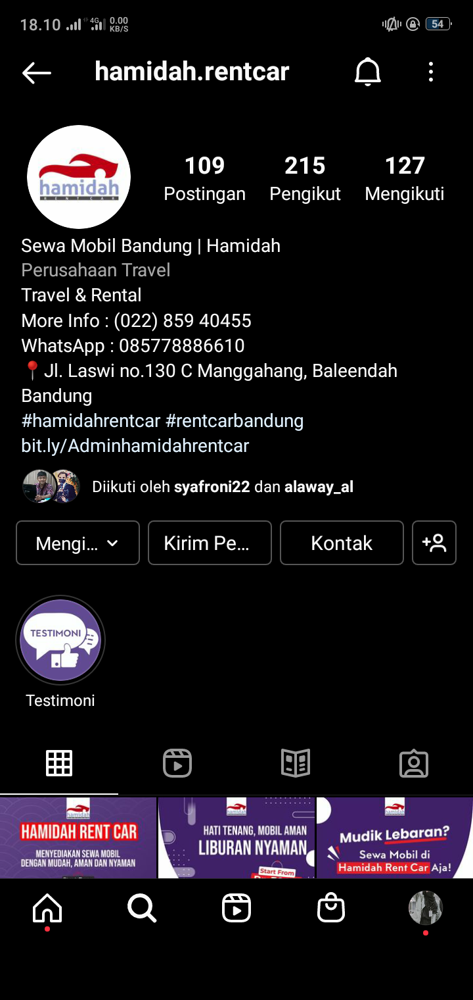 18.10 4G 0.00 KB/S 54
hamidah.rentcar
hamidah
RENT CAR
109 215 127
Postingan Pengikut Mengikuti
Sewa Mobil Bandung | Hamidah
Perusahaan Travel
Travel & Rental
More Info : (022) 859 40455
WhatsApp : 085778886610
📍Jl. Laswi no.130 C Manggahang, Baleendah
Bandung
#hamidahrentcar #rentcarbandung
bit.ly/Adminhamidahrentcar
Diikuti oleh syafroni22 dan alaway_al
Mengi... Kirim Pe... Kontak
TESTIMONI
Testimoni
hamidah
HAMIDAH RENT CAR
MENYEDIAKAN SEWA MOBIL
DENGAN MUDAH, AMAN DAN NYAMAN
hamidah
HATI TENANG, MOBIL AMAN
LIBURAN NYAMAN
Start From
hamidah
Mudik Lebaran?
Sewa Mobil di
Hamidah Rent Car Aja!